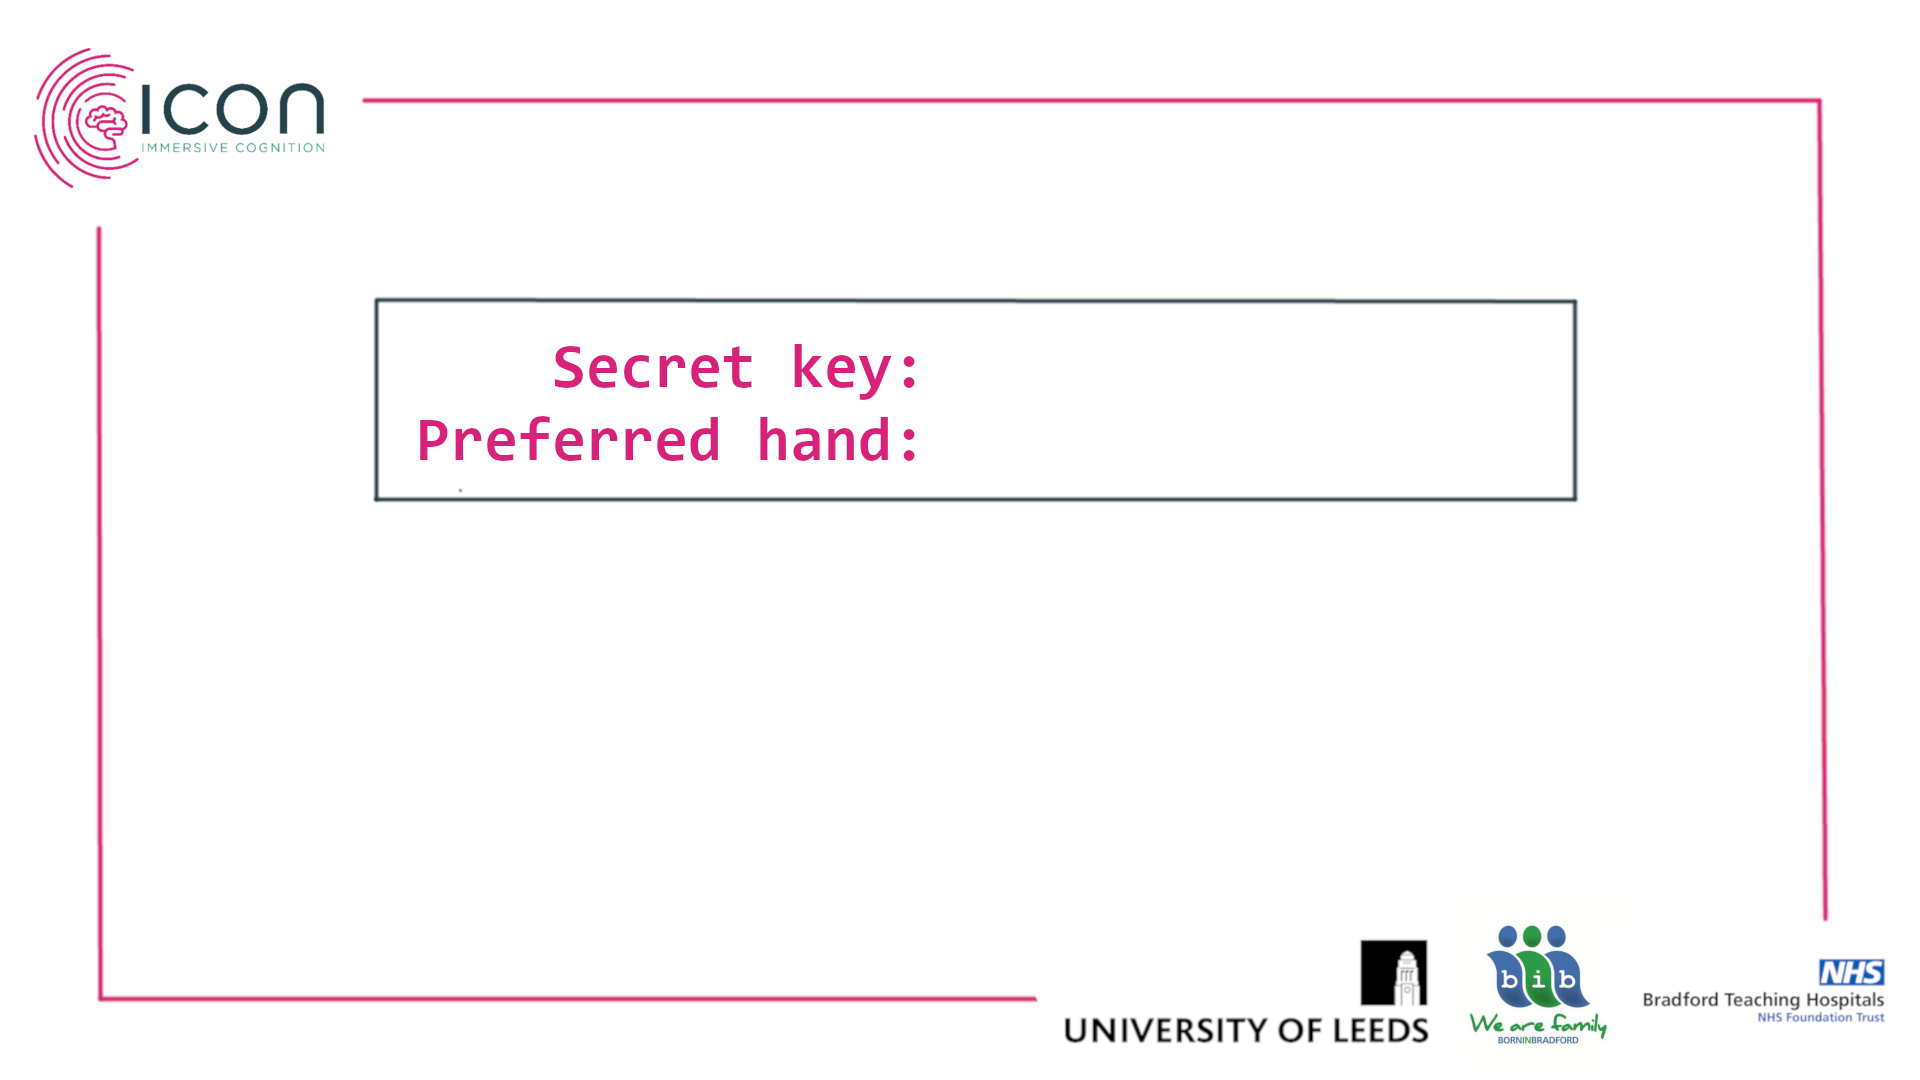 ICON
IMMERSIVE COGNITION
Secret key:
Preferred hand:
UNIVERSITY OF LEEDS
bib
We are family
BORNINBRADFORD
NHS
Bradford Teaching Hospitals
NHS Foundation Trust